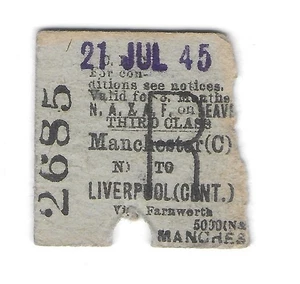 21 JUL 45
For con-
ditions see notices.
Valid for 3. Months
N, A. & A. F. on LEAVE
THIRD CLASS
Manchester (C)
TO
LIVERPOOL (CENT.)
Via Farnworth
5000(N&
MANCHES
R
2685